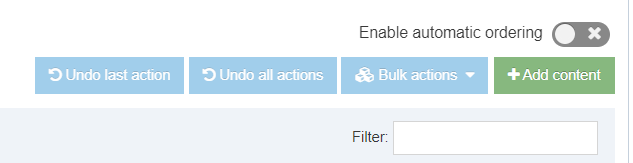 Enable automatic ordering
Undo last action Undo all actions Bulk actions Add content
Filter: